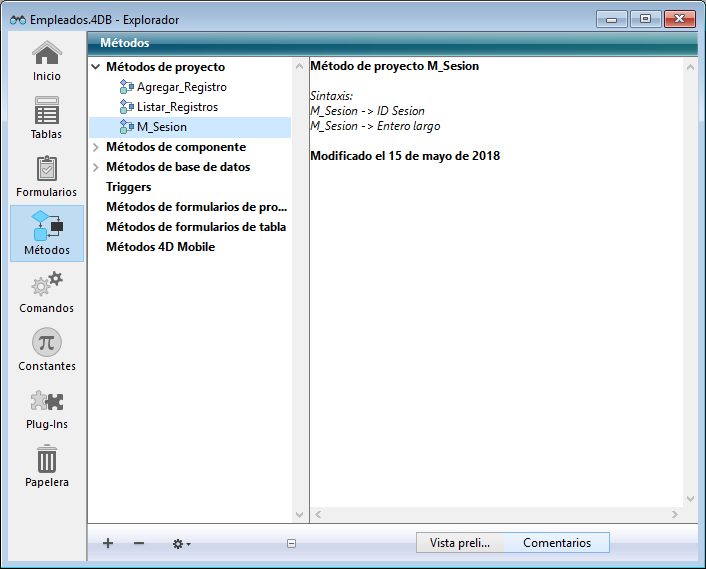 Empleados.4DB - Explorador
Inicio
Tablas
Formularios
Métodos
Comandos
Constantes
Plug-Ins
Papelera
Métodos
Métodos de proyecto
Agregar_Registro
Listar_Registros
M_Sesion
Métodos de componente
Métodos de base de datos
Triggers
Métodos de formularios de pro...
Métodos de formularios de tabla
Métodos 4D Mobile
Método de proyecto M_Sesion
Sintaxis:
M_Sesion -> ID Sesion
M_Sesion -> Entero largo
Modificado el 15 de mayo de 2018
Vista preli...
Comentarios